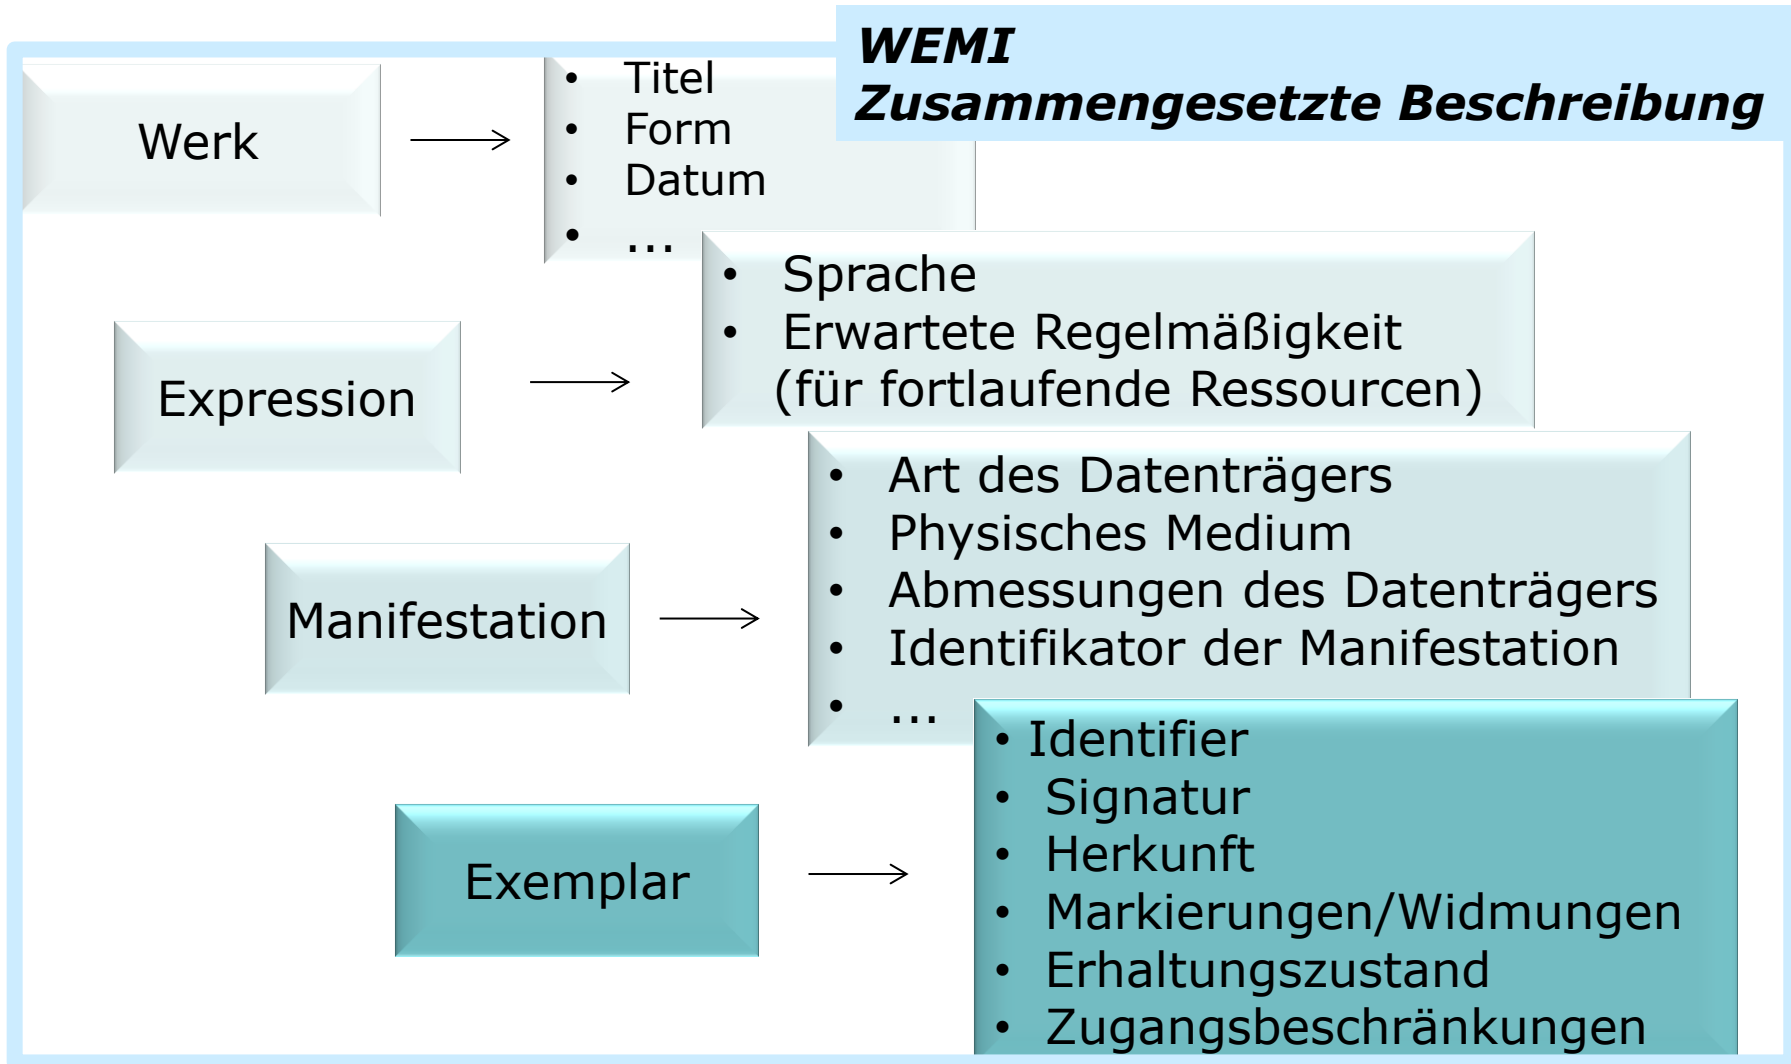 WEMI
Zusammengesetzte Beschreibung
Werk
• Titel
• Form
• Datum
• ...
Expression
• Sprache
• Erwartete Regelmäßigkeit
(für fortlaufende Ressourcen)
Manifestation
• Art des Datenträgers
• Physisches Medium
• Abmessungen des Datenträgers
• Identifikator der Manifestation
• ...
Exemplar
• Identifier
• Signatur
• Herkunft
• Markierungen/Widmungen
• Erhaltungszustand
• Zugangsbeschränkungen